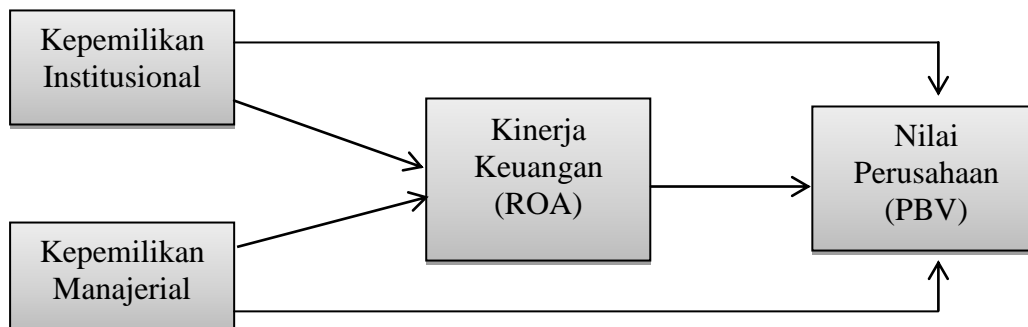 Kepemilikan
Institusional
Kinerja
Keuangan
(ROA)
Nilai
Perusahaan
(PBV)
Kepemilikan
Manajerial